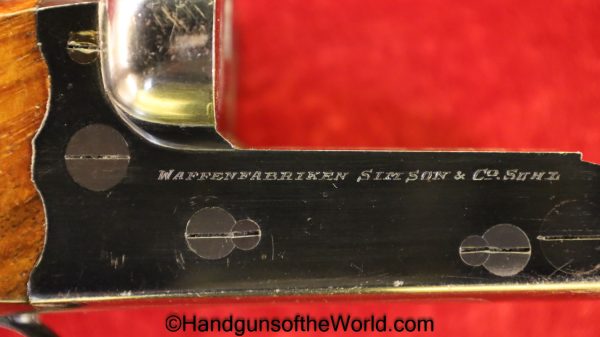 WAFFENFABRIKEN SIMSON & Co. SUHL
©HandgunsoftheWorld.com